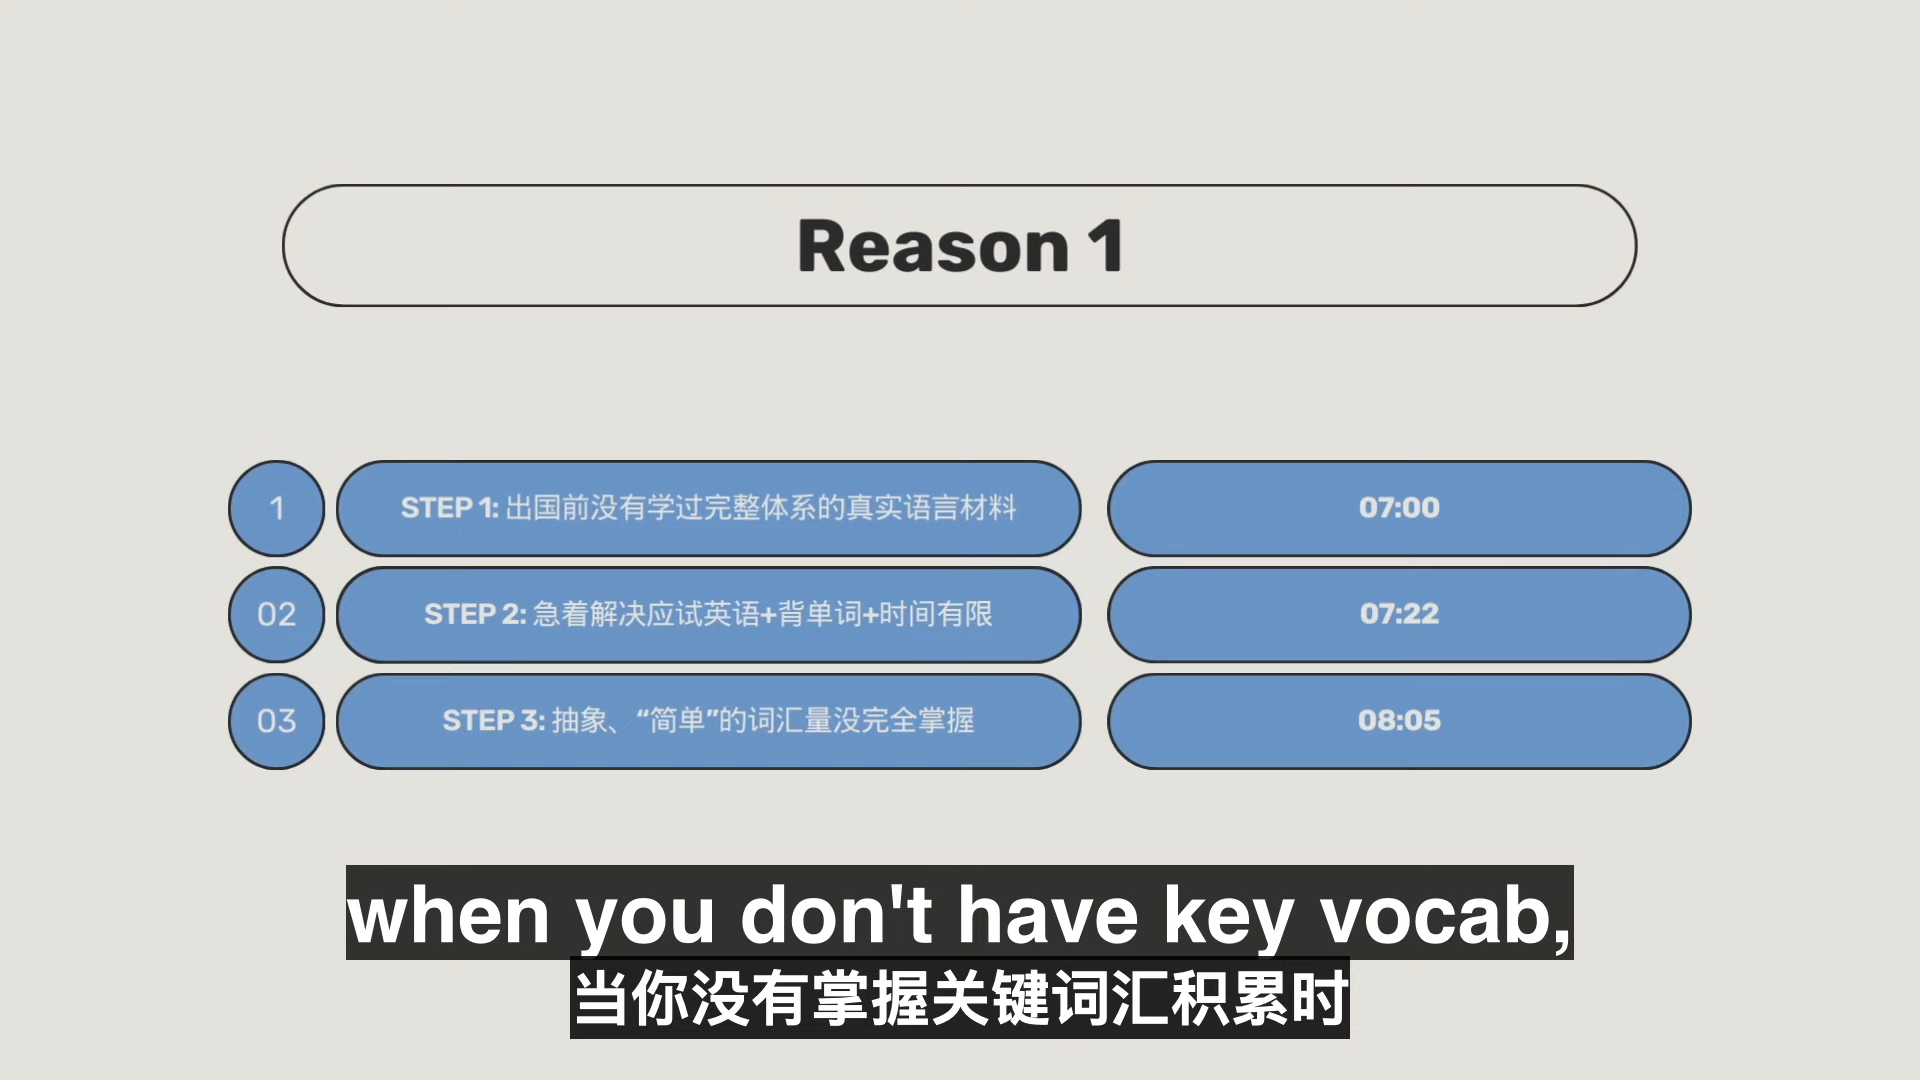 Reason 1
1 STEP 1: 出国前没有学过完整体系的真实语言材料 07:00
02 STEP 2: 急着解决应试英语+背单词+时间有限 07:22
03 STEP 3: 抽象、“简单”的词汇量没完全掌握 08:05
when you don't have key vocab,
当你没有掌握关键词汇积累时